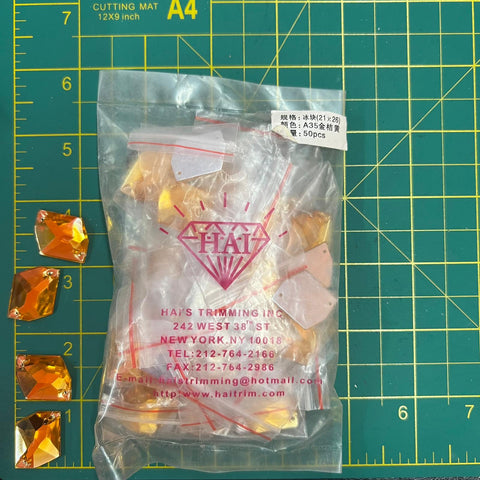 CUTTING MAT
12X9 inch
A4
7
6
5
4
3
2
1
规格: 冰块(21×26)
颜色: A35金桔黄
量: 50pcs
HAI
HAI'S TRIMMING INC
242 WEST 38" ST
NEW YORK.NY 10018
TEL:212-764-2166
FAX:212-764-2986
E-mail:haistrimming@hotmail.com
http:www.haitrim.com
6
7